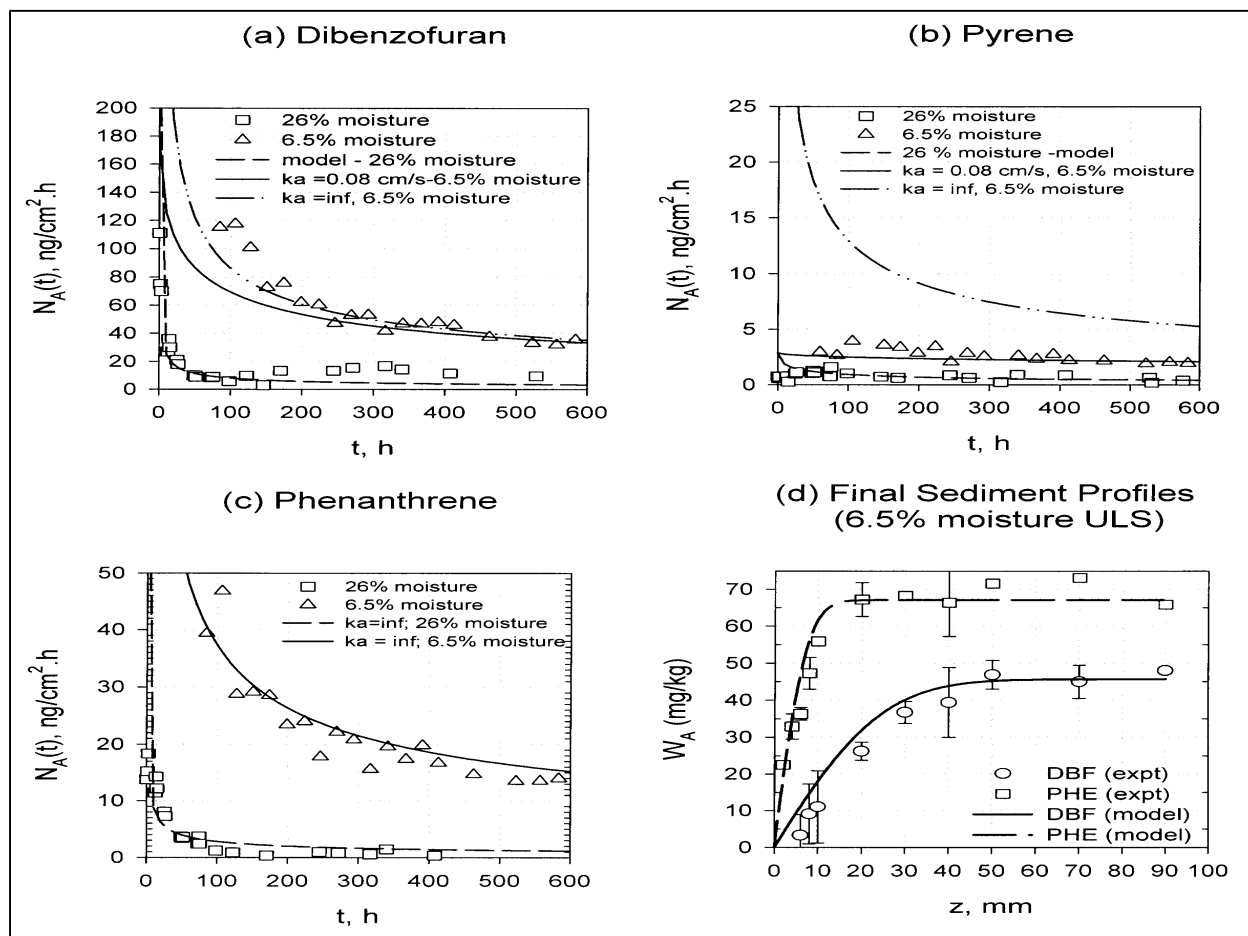 (a) Dibenzofuran
200
180
160
140
120
100
80
60
40
20
0
N_A(t), ng/cm².h
26% moisture
6.5% moisture
model - 26% moisture
ka =0.08 cm/s-6.5% moisture
ka =inf, 6.5% moisture
0 100 200 300 400 500 600
t, h
(b) Pyrene
25
20
15
10
5
0
N_A(t), ng/cm².h
26% moisture
6.5% moisture
26 % moisture -model
ka = 0.08 cm/s, 6.5% moisture
ka = inf, 6.5% moisture
0 100 200 300 400 500 600
t, h
(c) Phenanthrene
50
40
30
20
10
0
N_A(t), ng/cm².h
26% moisture
6.5% moisture
ka=inf; 26% moisture
ka = inf; 6.5% moisture
0 100 200 300 400 500 600
t, h
(d) Final Sediment Profiles
(6.5% moisture ULS)
70
60
50
40
30
20
10
0
W_A (mg/kg)
DBF (expt)
PHE (expt)
DBF (model)
PHE (model)
0 10 20 30 40 50 60 70 80 90 100
z, mm